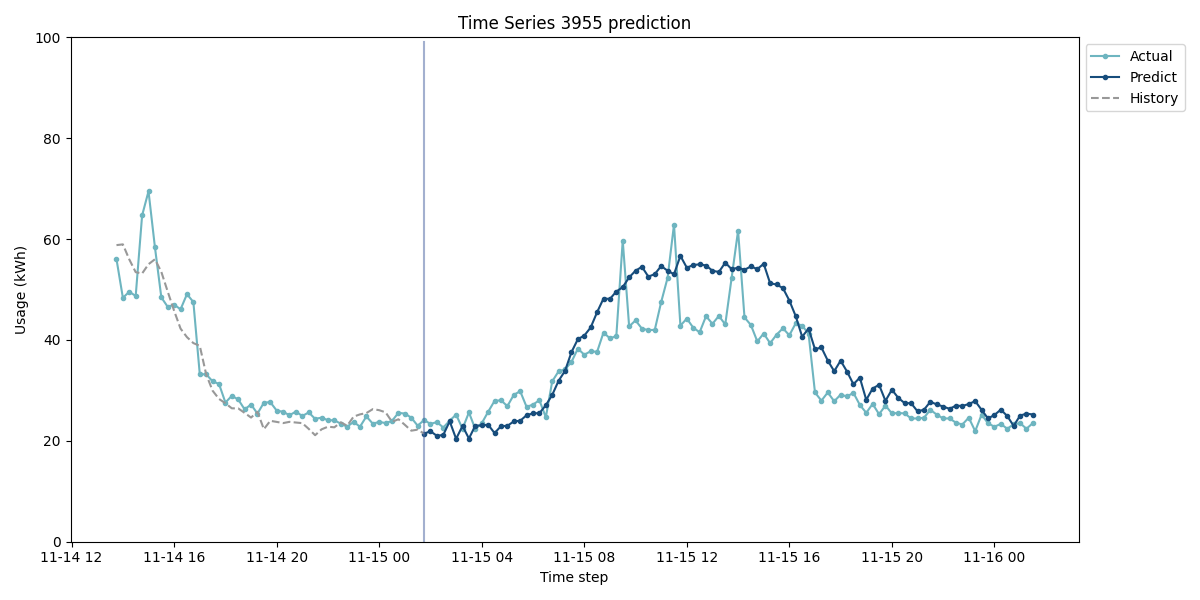 Time Series 3955 prediction
100
80
60
40
20
0
Usage (kWh)
11-14 12
11-14 16
11-14 20
11-15 00
11-15 04
11-15 08
11-15 12
11-15 16
11-15 20
11-16 00
Time step
Actual
Predict
History